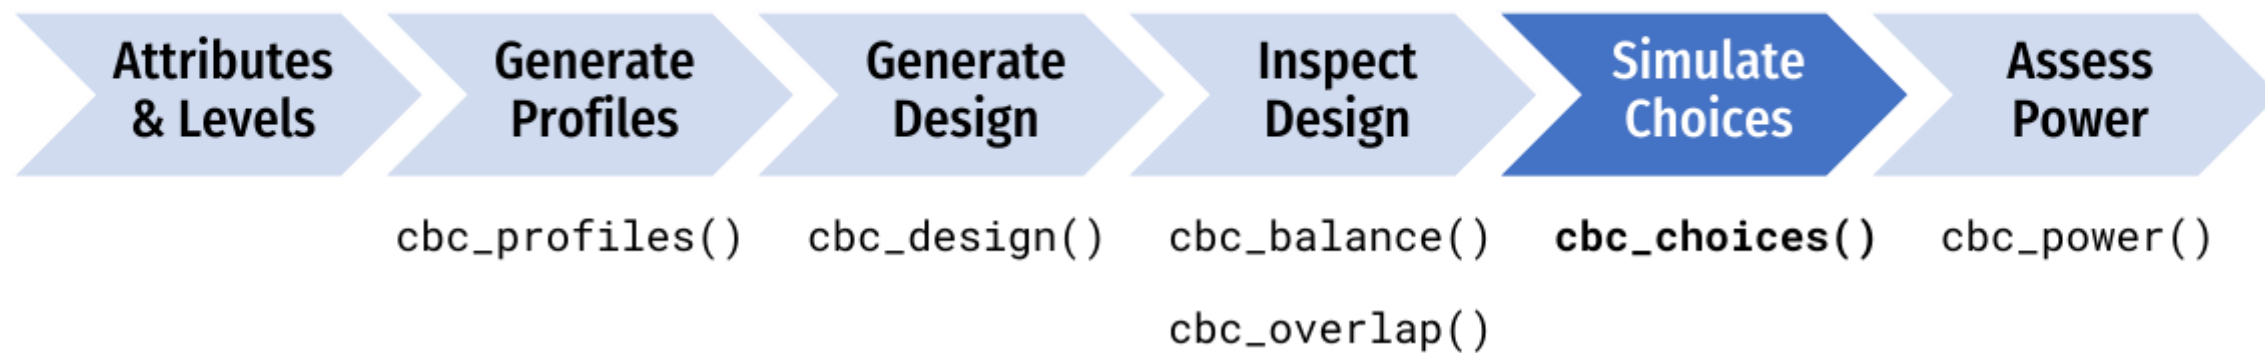 Attributes
& Levels
Generate
Profiles
Generate
Design
Inspect
Design
Simulate
Choices
Assess
Power
cbc_profiles()
cbc_design()
cbc_balance()
cbc_choices()
cbc_power()
cbc_overlap()